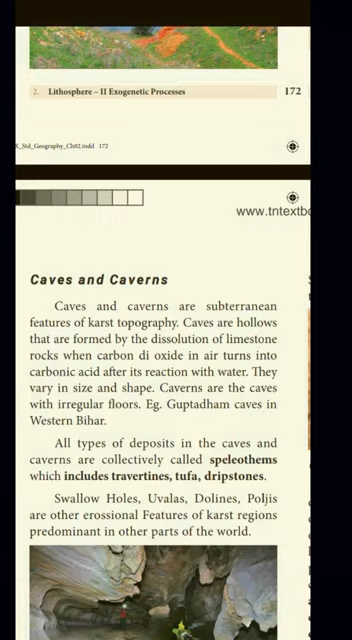 2. Lithosphere – II Exogenetic Processes 172
X_Std_Geography_Ch02.indd 172
www.tntextbo
Caves and Caverns
Caves and caverns are subterranean
features of karst topography. Caves are hollows
that are formed by the dissolution of limestone
rocks when carbon di oxide in air turns into
carbonic acid after its reaction with water. They
vary in size and shape. Caverns are the caves
with irregular floors. Eg. Guptadham caves in
Western Bihar.
All types of deposits in the caves and
caverns are collectively called speleothems
which includes travertines, tufa, dripstones.
Swallow Holes, Uvalas, Dolines, Poljis
are other erossional Features of karst regions
predominant in other parts of the world.